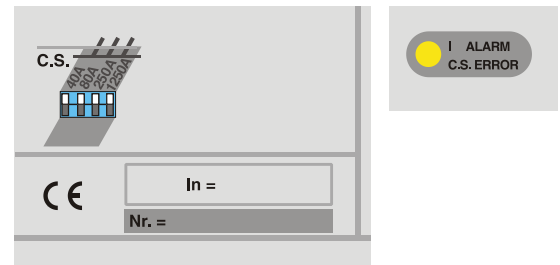 C.S.
40A
80A
250A
1250A
CE
In =
Nr. =
I ALARM
C.S. ERROR